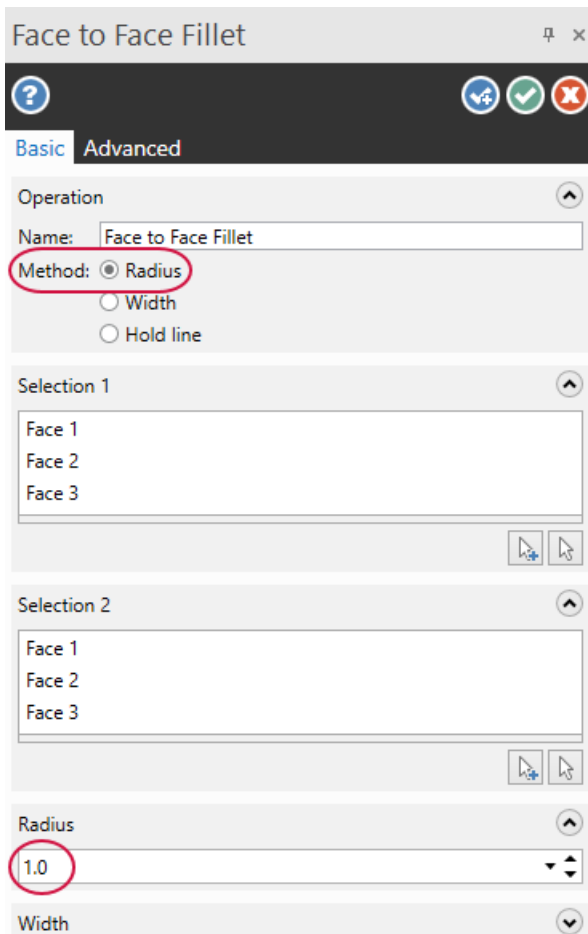 Face to Face Fillet
Basic Advanced
Operation
Name: Face to Face Fillet
Method: Radius
Width
Hold line
Selection 1
Face 1
Face 2
Face 3
Selection 2
Face 1
Face 2
Face 3
Radius
1.0
Width